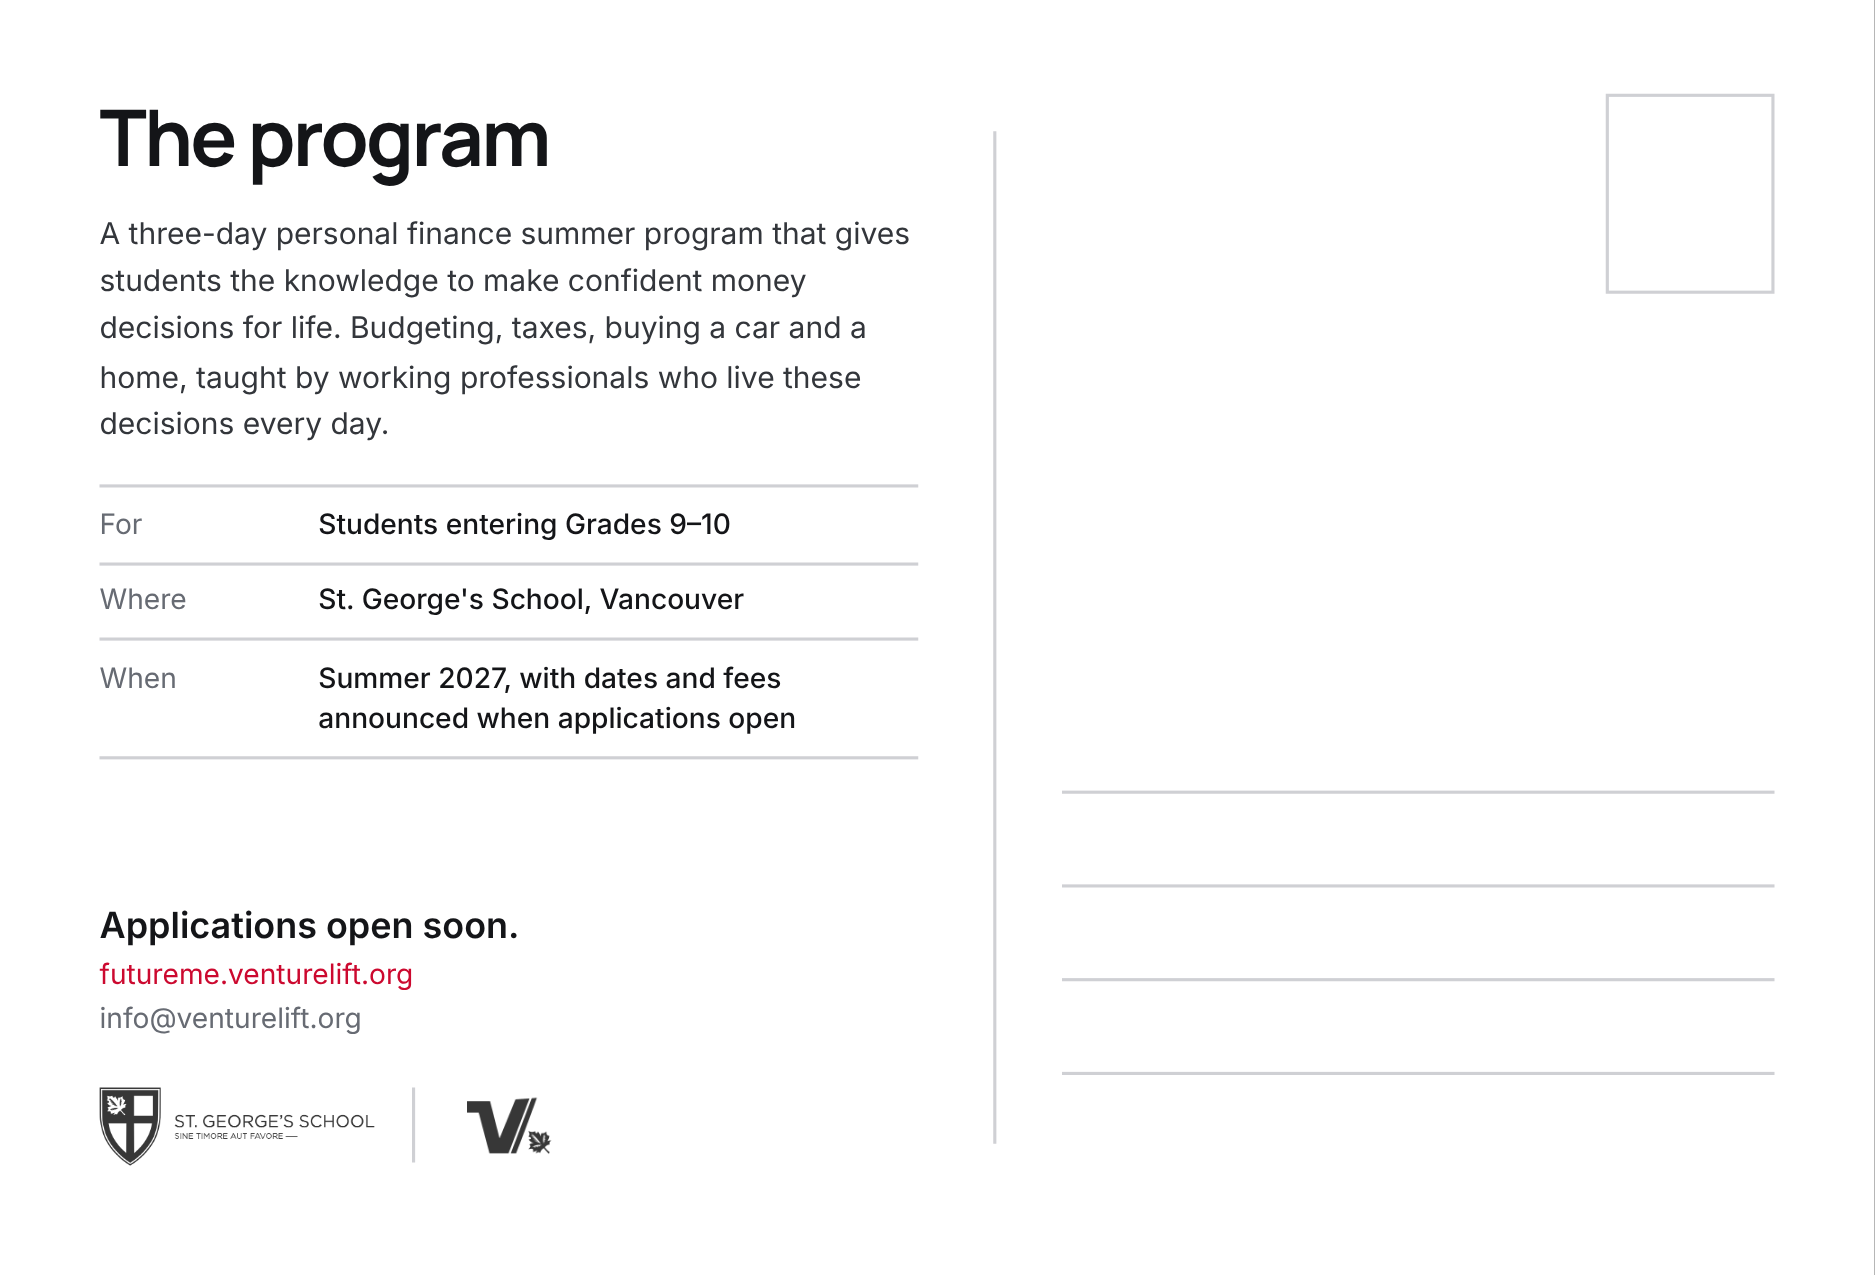 The program
A three-day personal finance summer program that gives
students the knowledge to make confident money
decisions for life. Budgeting, taxes, buying a car and a
home, taught by working professionals who live these
decisions every day.
For
Students entering Grades 9–10
Where
St. George's School, Vancouver
When
Summer 2027, with dates and fees
announced when applications open
Applications open soon.
futureme.venturelift.org
info@venturelift.org
ST. GEORGE’S SCHOOL
SINE TIMORE AUT FAVORE —
V